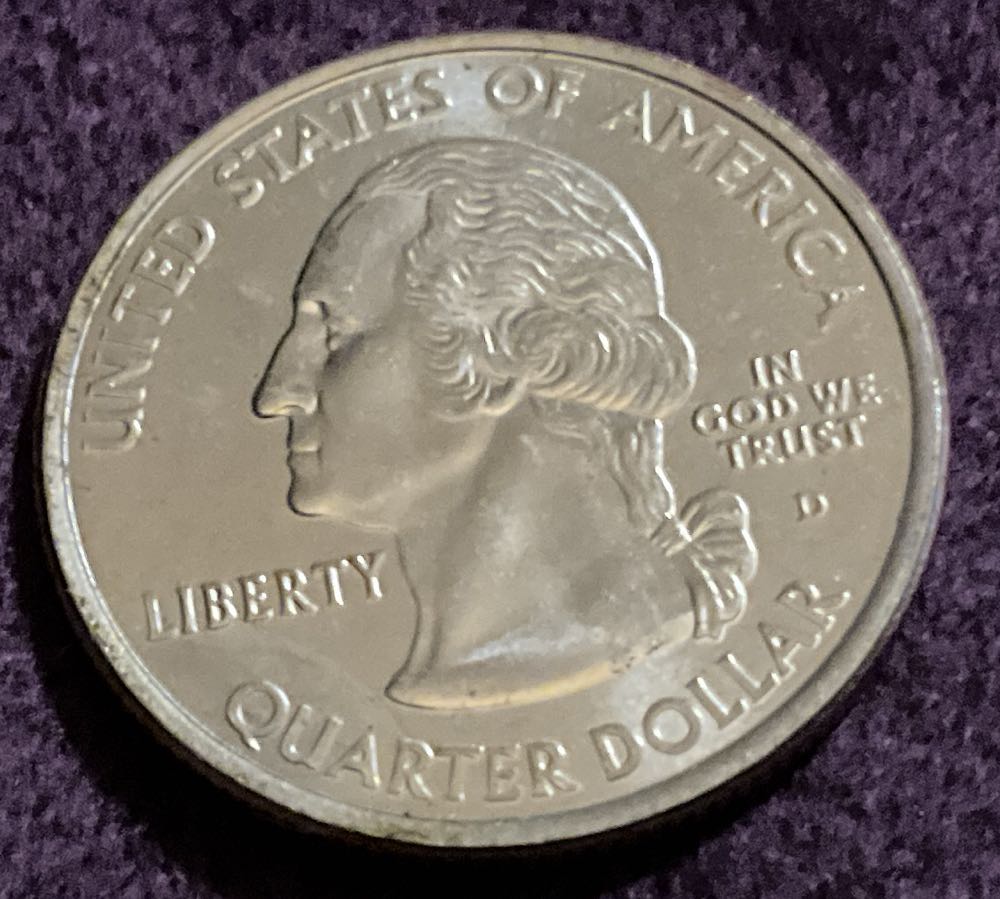 UNITED STATES OF AMERICA
IN
GOD WE
TRUST
D
LIBERTY
QUARTER DOLLAR